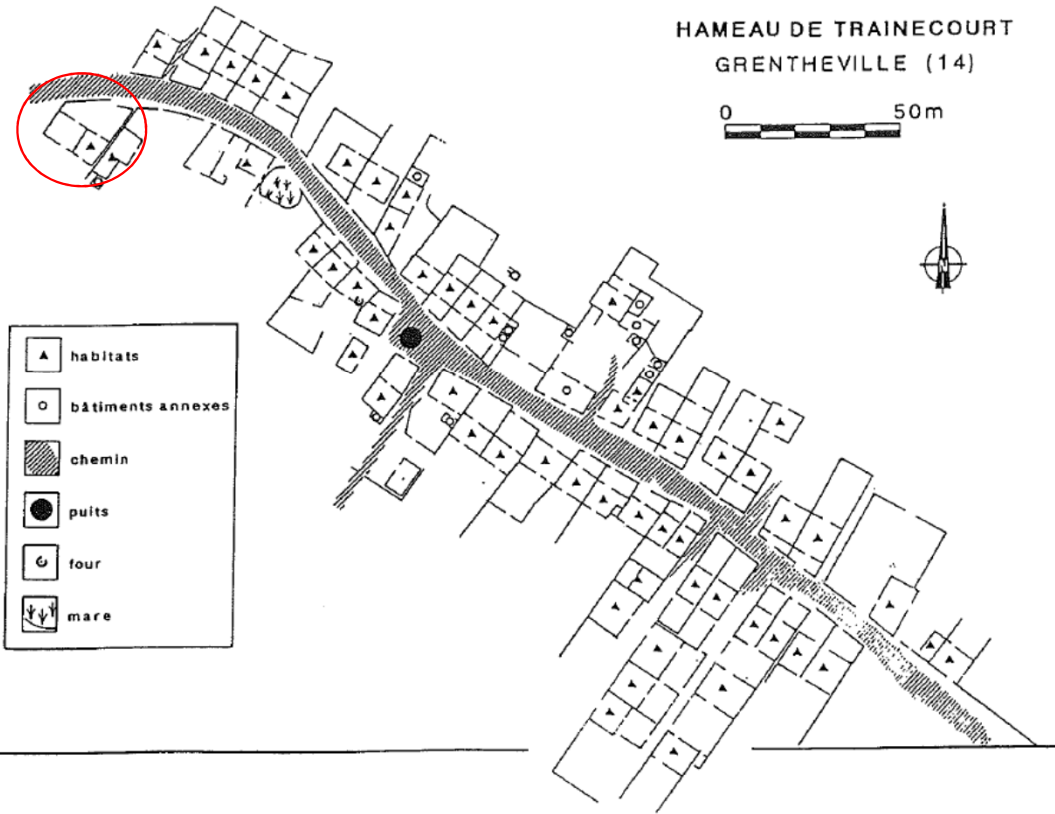 HAMEAU DE TRAINECOURT
GRENTHEVILLE (14)
0 50m
habitats
bâtiments annexes
chemin
puits
four
mare